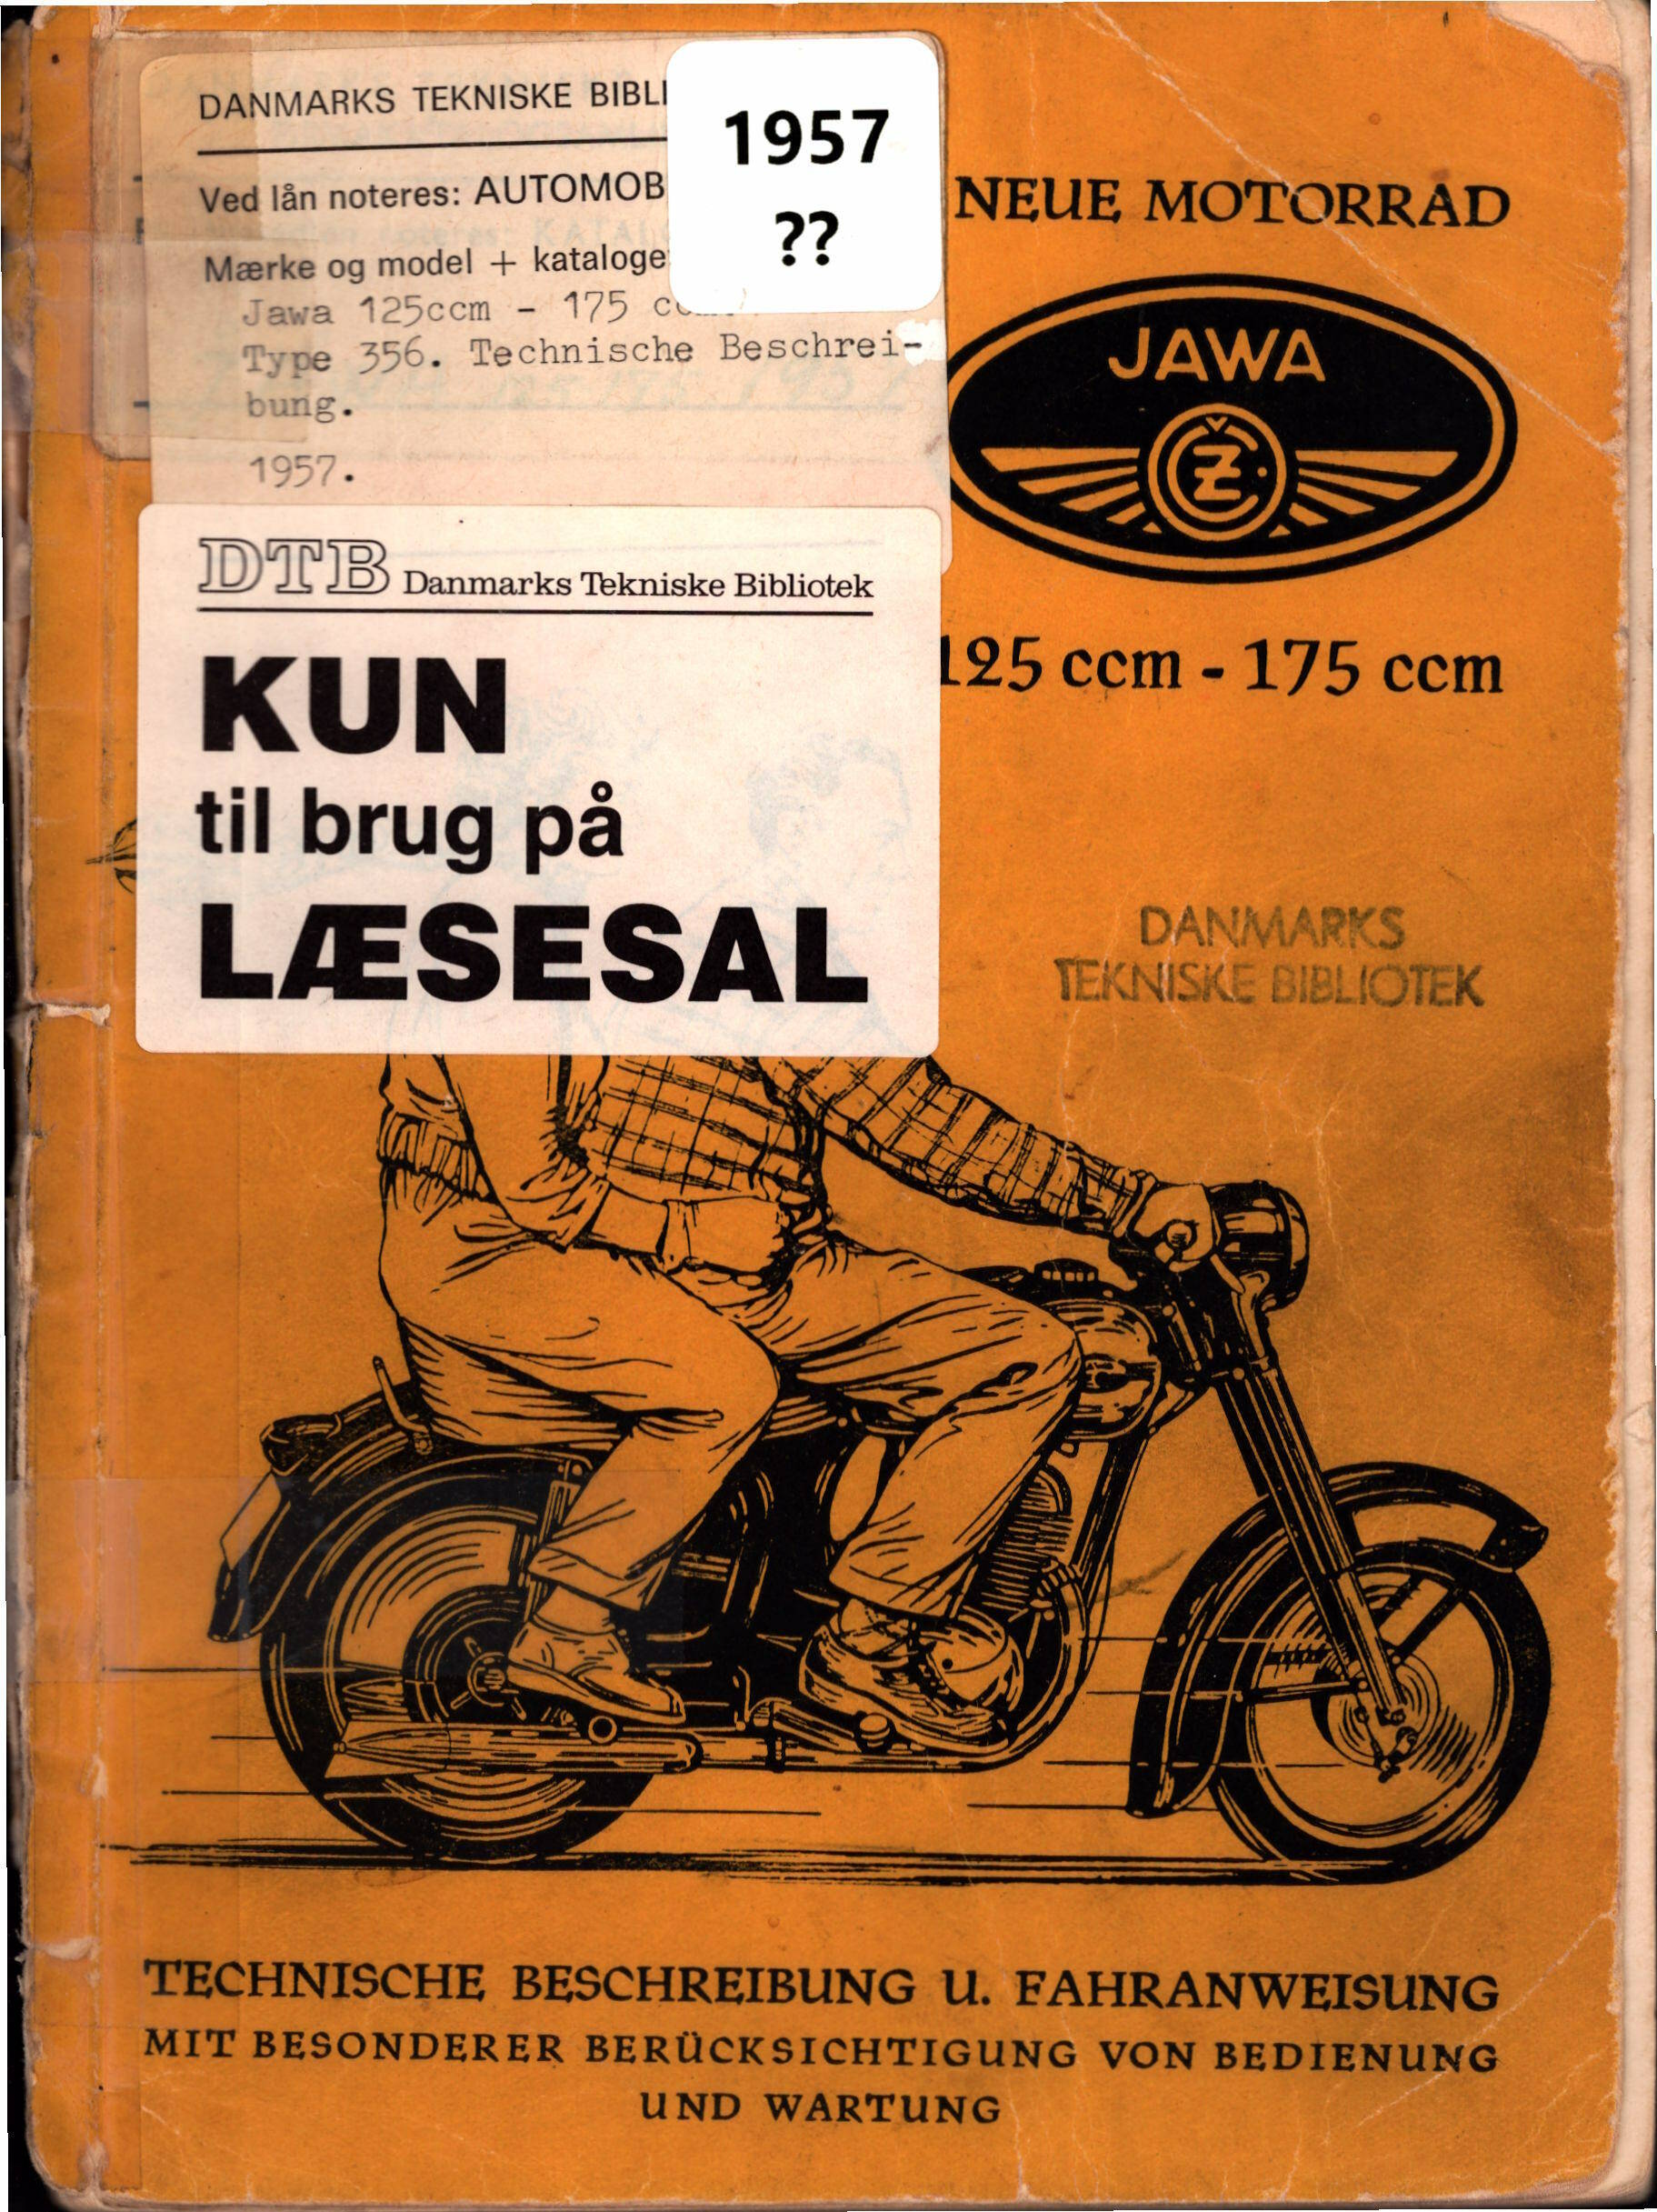 DANMARKS TEKNISKE BIBLI
Ved lån noteres: AUTOMOB
Mærke og model + kataloge
Jawa 125ccm - 175
Type 356. Technische Beschrei-
bung.
1957.
1957
??
NEUE MOTORRAD
JAWA
ČZ
125 ccm - 175 ccm
DTB Danmarks Tekniske Bibliotek
KUN
til brug på
LÆSESAL
DANMARKS
TEKNISKE BIBLIOTEK
TECHNISCHE BESCHREIBUNG U. FAHRANWEISUNG
MIT BESONDERER BERÜCKSICHTIGUNG VON BEDIENUNG
UND WARTUNG